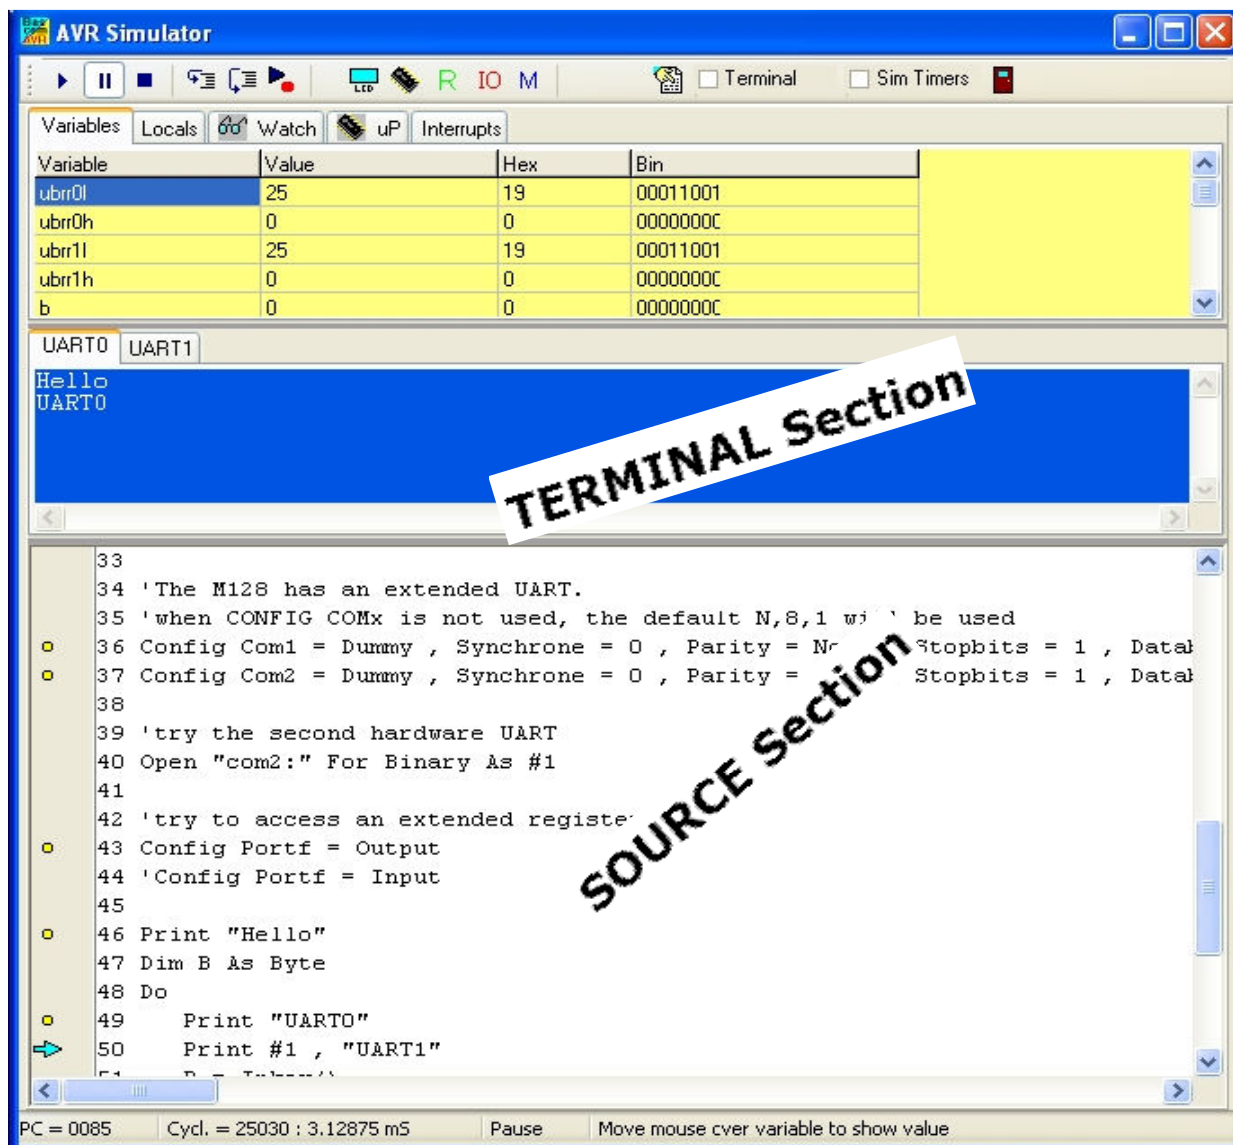 AVR Simulator
LCD R IO M Terminal Sim Timers
Variables Locals Watch uP Interrupts
Variable Value Hex Bin
ubrr0l 25 19 00011001
ubrr0h 0 0 0000000
ubrr1l 25 19 00011001
ubrr1h 0 0 0000000
b 0 0 0000000
UART0 UART1
Hello
UART0
TERMINAL Section
33
34 'The M128 has an extended UART.
35 'when CONFIG COMx is not used, the default N,8,1 be used
36 Config Com1 = Dummy , Synchrone = 0 , Parity = Stopbits = 1 ,
37 Config Com2 = Dummy , Synchrone = 0 , Parity = Stopbits = 1 ,
38
39 'try the second hardware UART
40 Open "com2:" For Binary As #1
41
42 'try to access an extended
43 Config Portf = Output
44 'Config Portf = Input
45
46 Print "Hello"
47 Dim B As Byte
48 Do
49 Print "UART0"
50 Print #1 , "UART1"
SOURCE Section
PC = 0085 Cycl. = 25030 : 3.12875 mS Pause Move mouse cver variable to show value